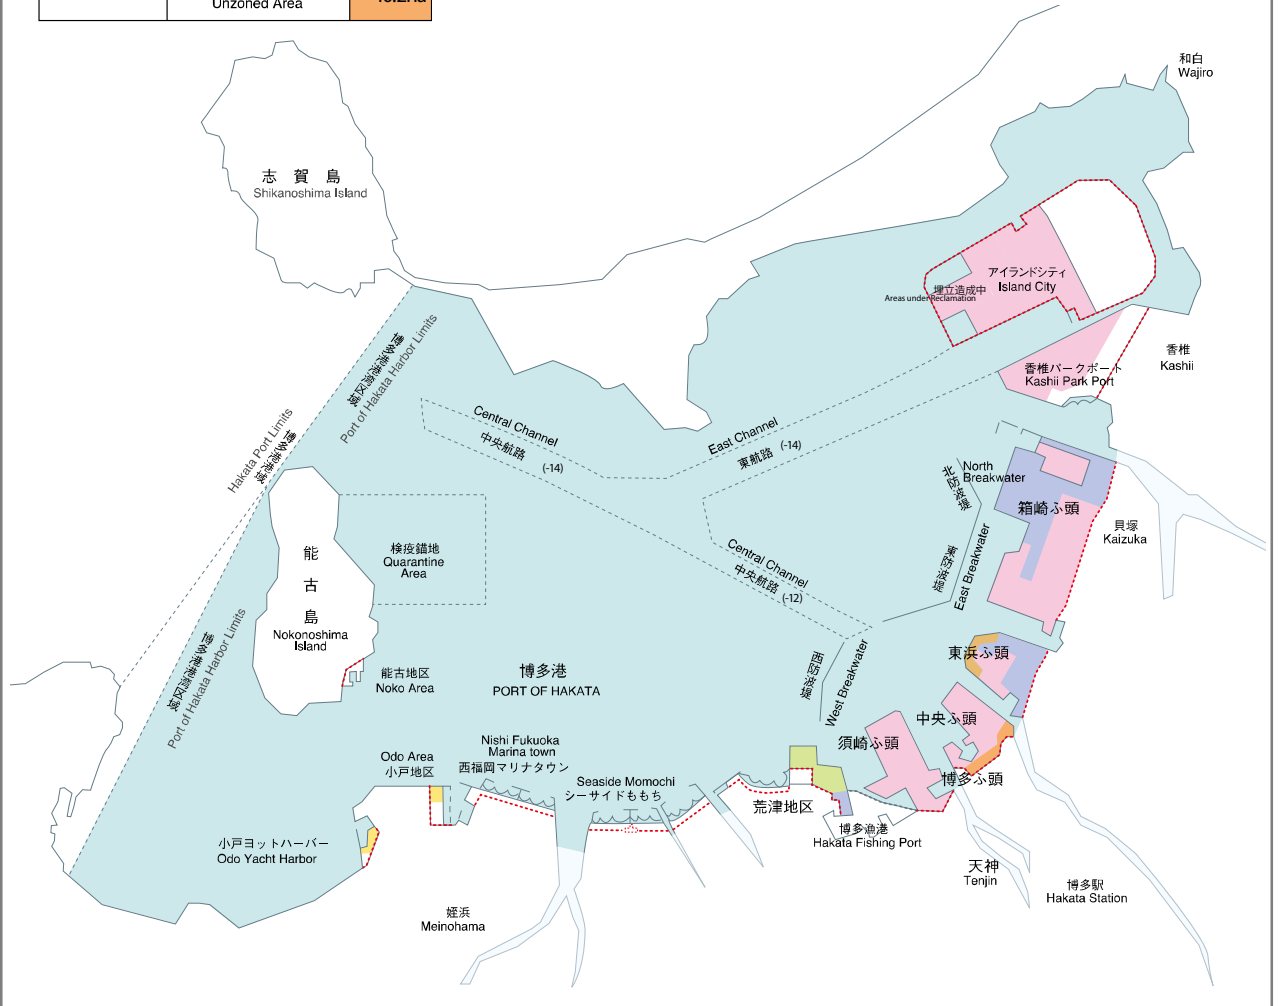 Unzoned Area
和白
Wajiro
志 賀 島
Shikanoshima Island
アイランドシティ
Island City
埋立造成中
Areas under Reclamation
博多港港湾区域
Port of Hakata Harbor Limits
香椎
Kashii
香椎パークポート
Kashii Park Port
Hakata Port Limits
博多港港域
Central Channel
中央航路
(-14)
East Channel
東航路
(-14)
北防波堤
North
Breakwater
箱崎ふ頭
貝塚
Kaizuka
能
古
島
Nokonoshima
Island
検疫錨地
Quarantine
Area
Central Channel
中央航路
(-12)
東防波堤
East Breakwater
博多港港湾区域
Port of Hakata Harbor Limits
能古地区
Noko Area
博多港
PORT OF HAKATA
西防波堤
West Breakwater
東浜ふ頭
中央ふ頭
須崎ふ頭
博多ふ頭
Odo Area
小戸地区
Nishi Fukuoka
Marina town
西福岡マリナタウン
Seaside Momochi
シーサイドももち
荒津地区
博多漁港
Hakata Fishing Port
小戸ヨットハーバー
Odo Yacht Harbor
天神
Tenjin
博多駅
Hakata Station
姪浜
Meinohama